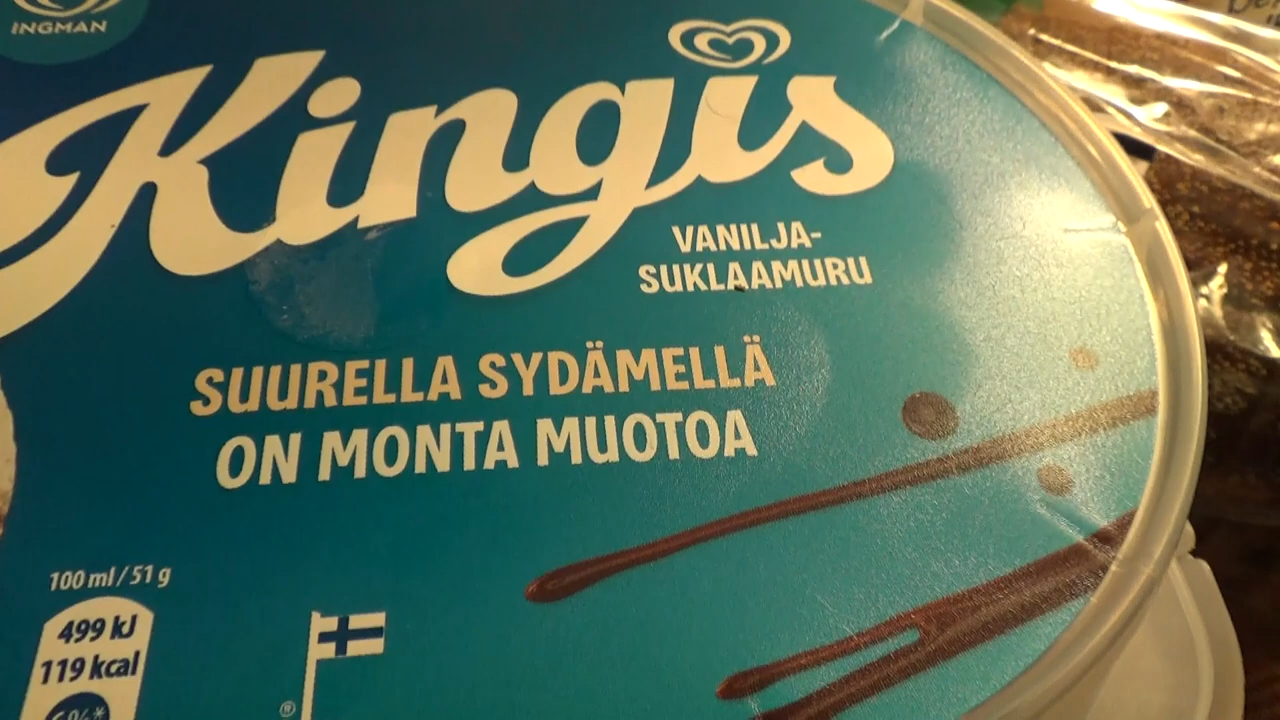 INGMAN
Kingis
VANILJA-
SUKLAAMURU
SUURELLA SYDÄMELLÄ
ON MONTA MUOTOA
100 ml / 51 g
499 kJ
119 kcal
®